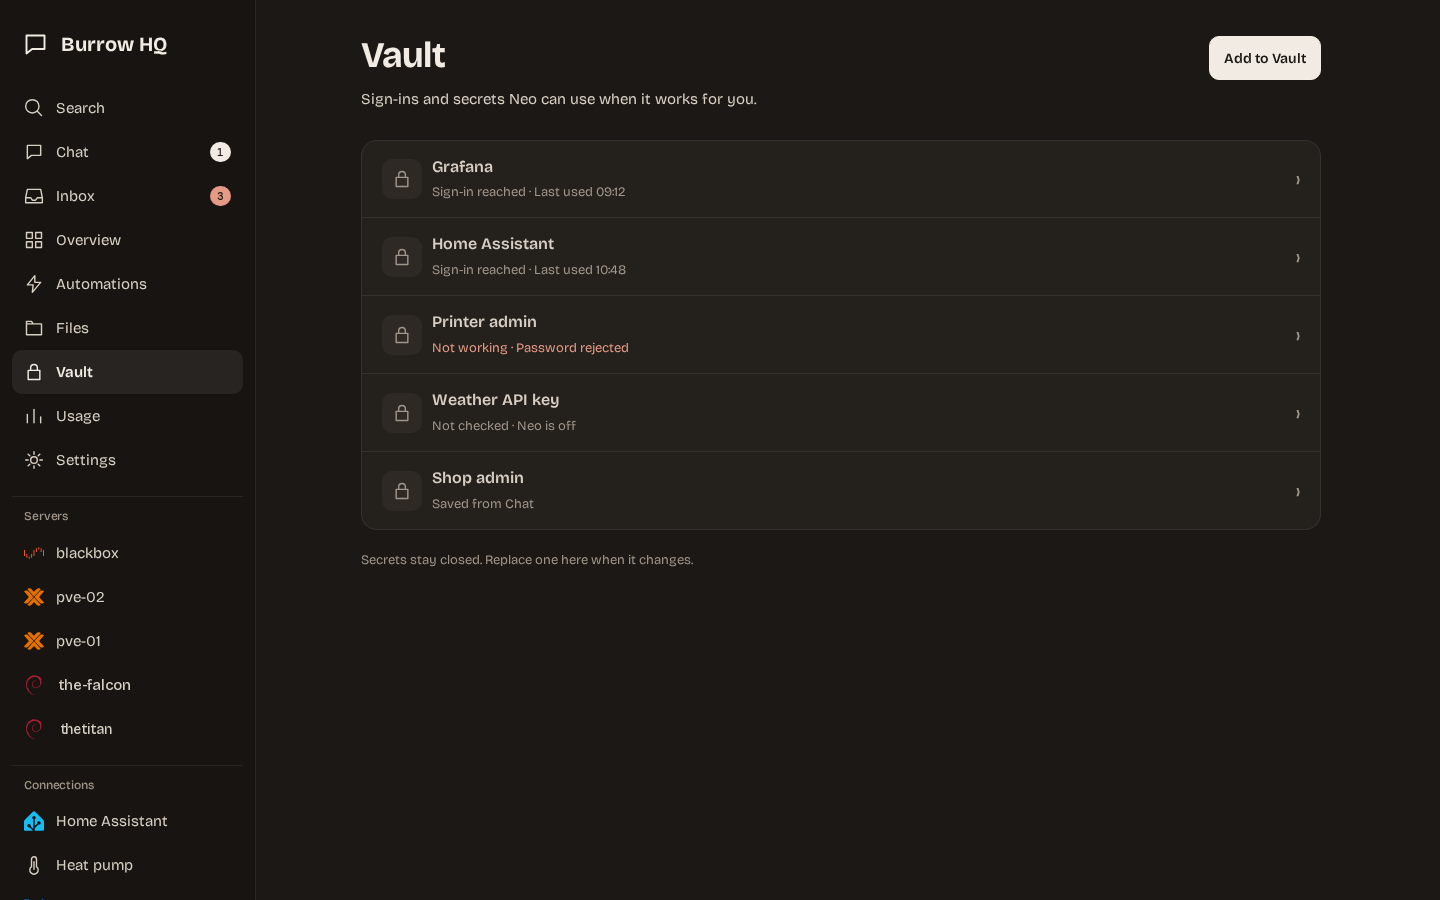 Burrow HQ
Search
Chat 1
Inbox 3
Overview
Automations
Files
Vault
Usage
Settings
Servers
blackbox
pve-02
pve-01
the-falcon
thetitan
Connections
Home Assistant
Heat pump
Vault
Add to Vault
Sign-ins and secrets Neo can use when it works for you.
Grafana
Sign-in reached · Last used 09:12
Home Assistant
Sign-in reached · Last used 10:48
Printer admin
Not working · Password rejected
Weather API key
Not checked · Neo is off
Shop admin
Saved from Chat
Secrets stay closed. Replace one here when it changes.